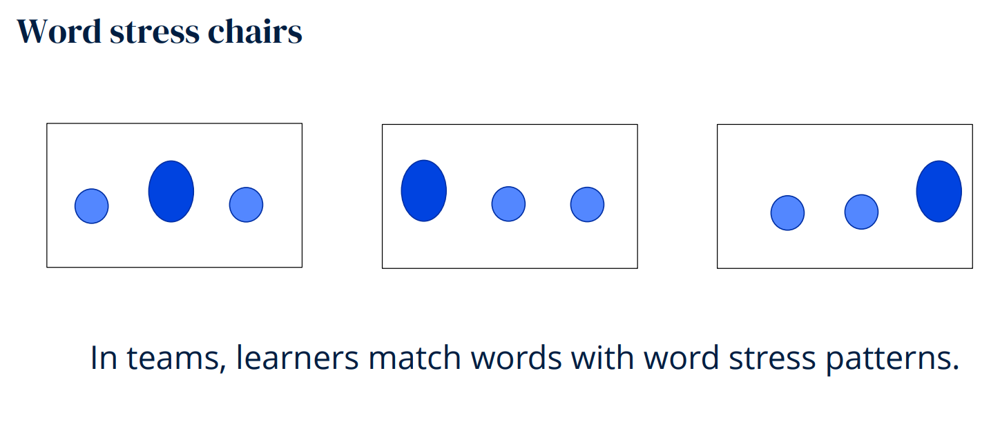 Word stress chairs
In teams, learners match words with word stress patterns.